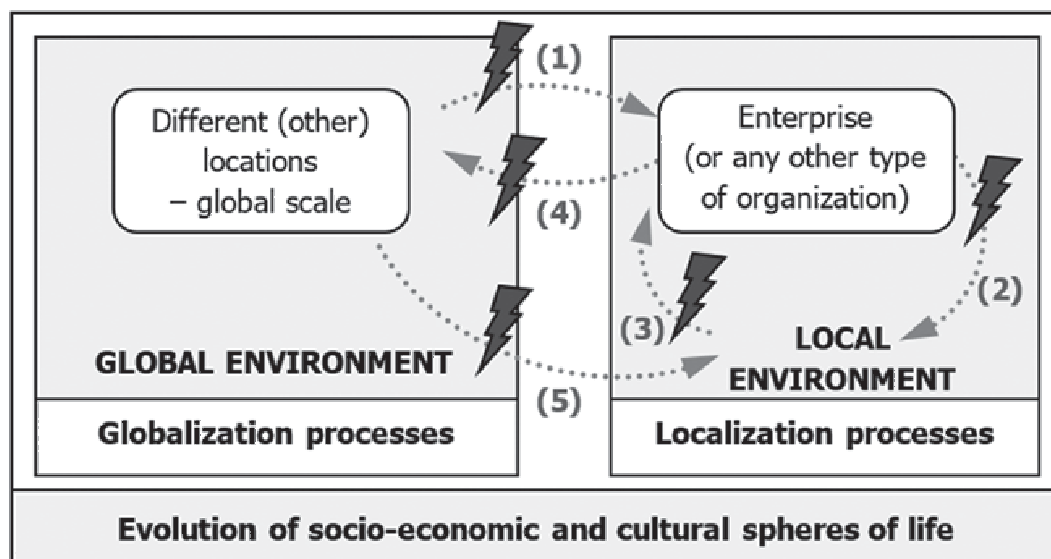 (1)
Different (other)
locations
– global scale
Enterprise
(or any other type
of organization)
(4)
(2)
(3)
GLOBAL ENVIRONMENT
LOCAL
ENVIRONMENT
(5)
Globalization processes
Localization processes
Evolution of socio-economic and cultural spheres of life